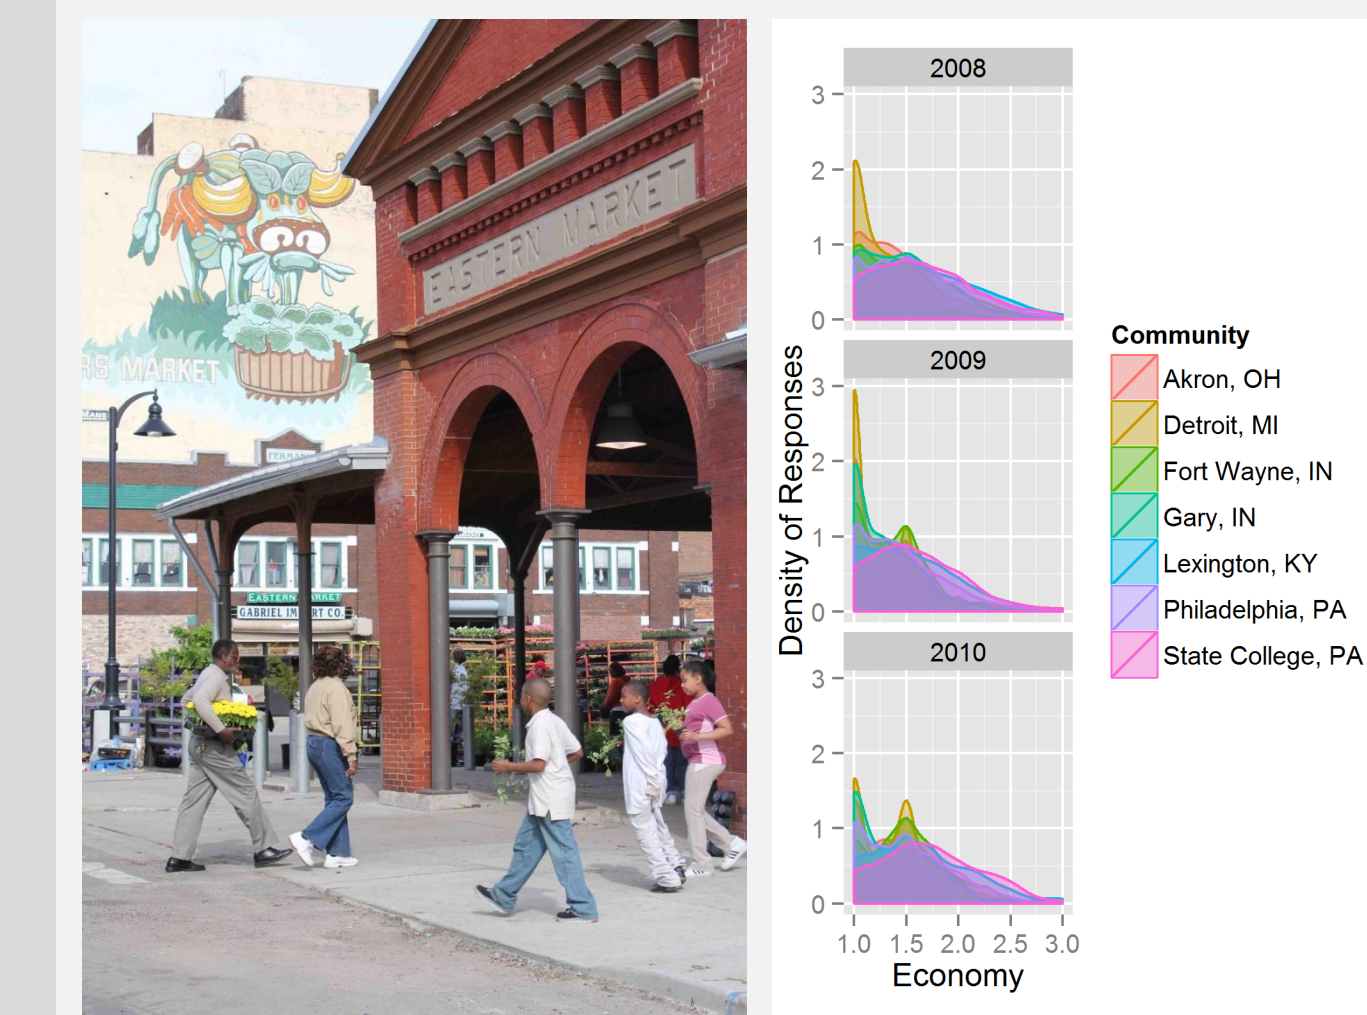 EASTERN MARKET
RS MARKET
MANS
EASTERN MARKET
GABRIEL IMPORT CO.
2008
3
2
1
0
2009
3
2
1
0
2010
3
2
1
0
1.0 1.5 2.0 2.5 3.0
Economy
Density of Responses
Community
Akron, OH
Detroit, MI
Fort Wayne, IN
Gary, IN
Lexington, KY
Philadelphia, PA
State College, PA